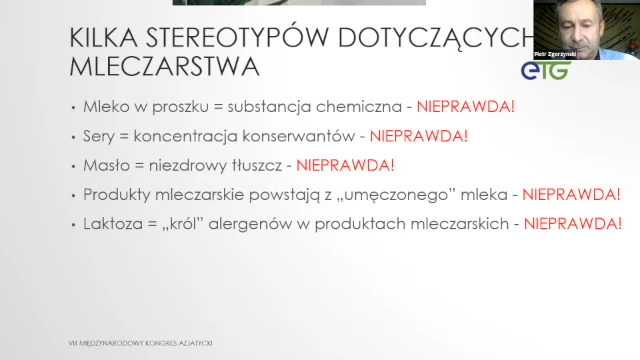 KILKA STEREOTYPÓW DOTYCZĄCYCH
MLECZARSTWA
Piotr Zgorzynski
eTG
• Mleko w proszku = substancja chemiczna - NIEPRAWDA!
• Sery = koncentracja konserwantów - NIEPRAWDA!
• Masło = niezdrowy tłuszcz - NIEPRAWDA!
• Produkty mleczarskie powstają z „umęczonego” mleka - NIEPRAWDA!
• Laktoza = „król” alergenów w produktach mleczarskich - NIEPRAWDA!
VIII MIĘDZYNARODOWY KONGRES AZJATYCKI